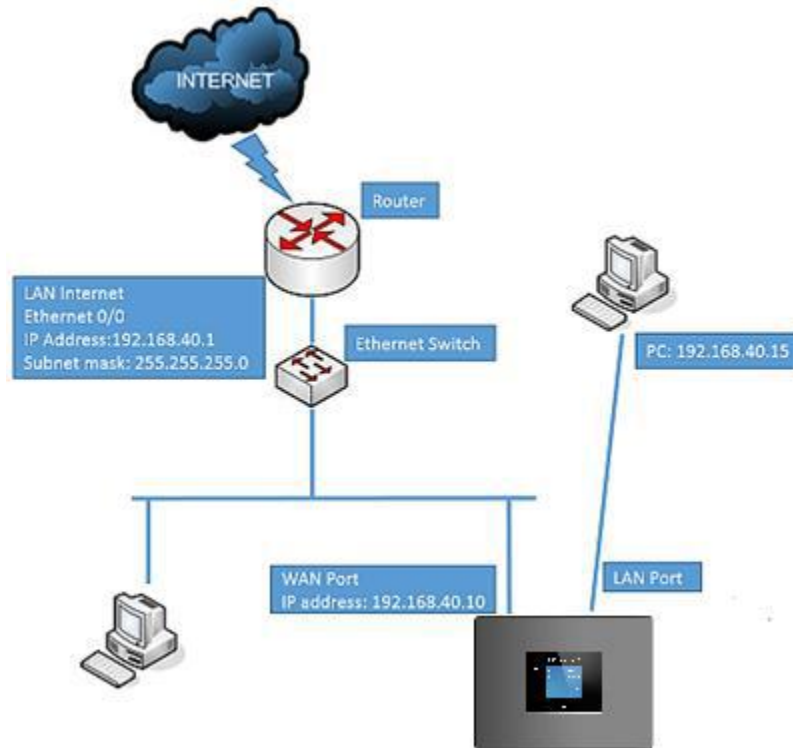 INTERNET
Router
LAN Internet
Ethernet 0/0
IP Address:192.168.40.1
Subnet mask: 255.255.255.0
Ethernet Switch
PC: 192.168.40.15
WAN Port
IP address: 192.168.40.10
LAN Port